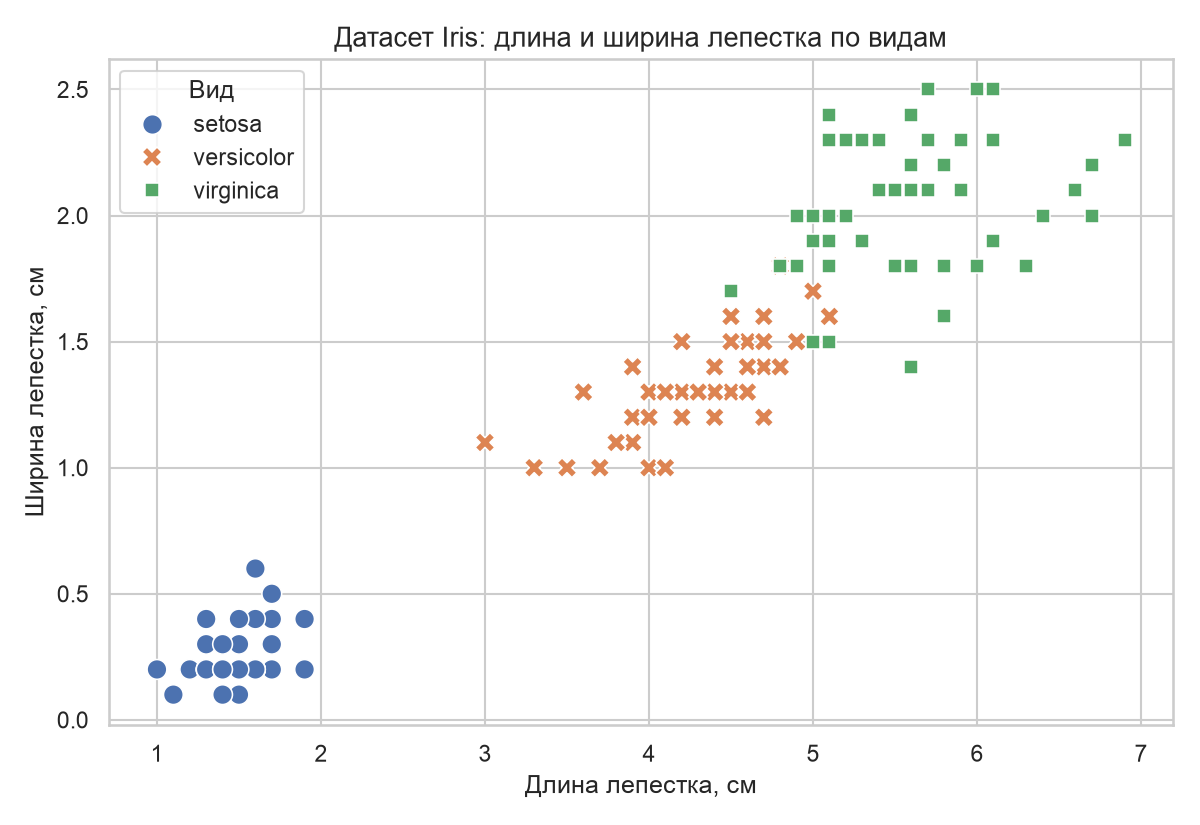 Датасет Iris: длина и ширина лепестка по видам
Вид
setosa
versicolor
virginica
Ширина лепестка, см
2.5
2.0
1.5
1.0
0.5
0.0
1 2 3 4 5 6 7
Длина лепестка, см